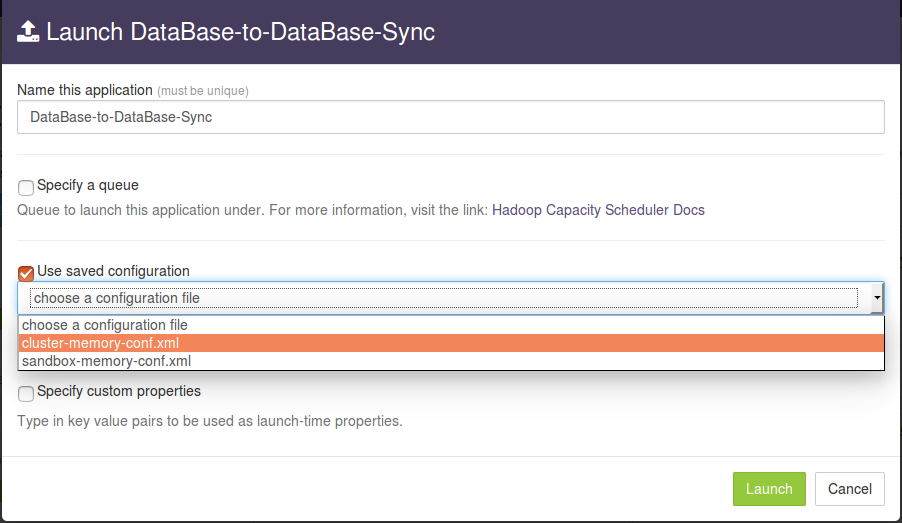 Launch DataBase-to-DataBase-Sync
Name this application (must be unique)
DataBase-to-DataBase-Sync
Specify a queue
Queue to launch this application under. For more information, visit the link: Hadoop Capacity Scheduler Docs
Use saved configuration
choose a configuration file
choose a configuration file
cluster-memory-conf.xml
sandbox-memory-conf.xml
Specify custom properties
Type in key value pairs to be used as launch-time properties.
Launch Cancel